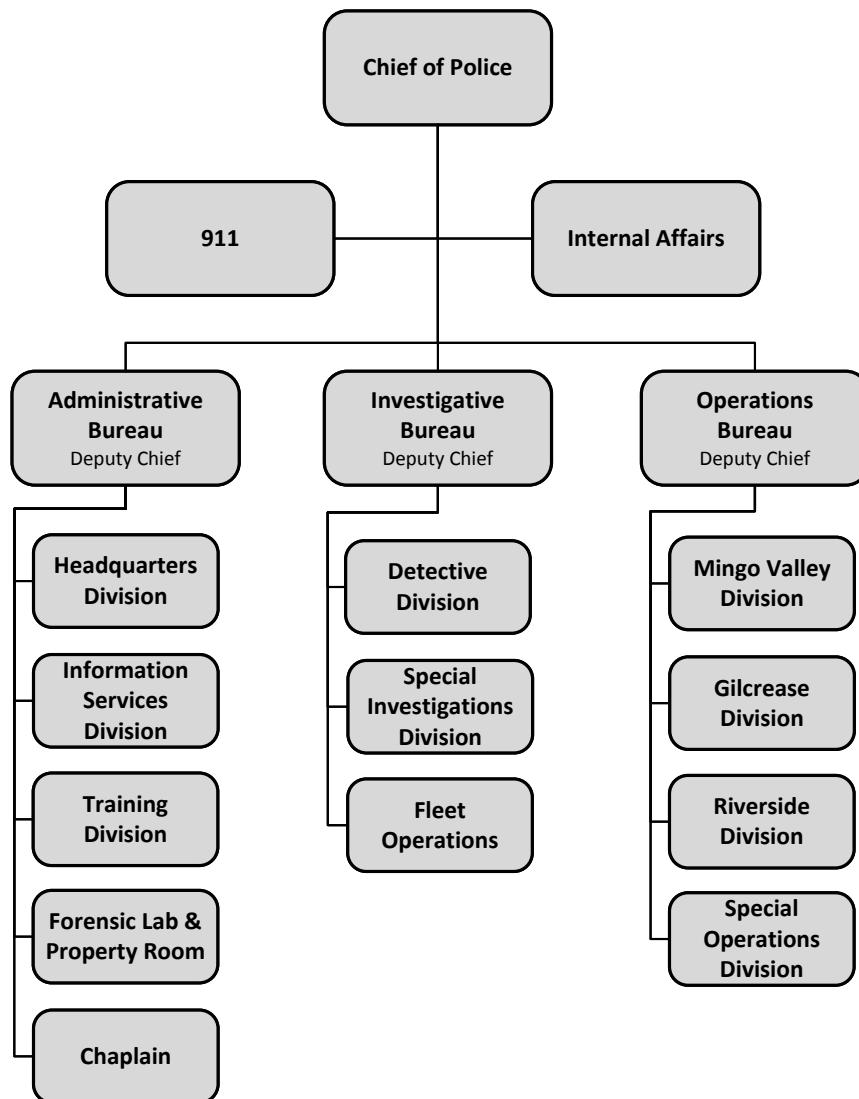 Chief of Police
911
Internal Affairs
Administrative
Bureau
Deputy Chief
Investigative
Bureau
Deputy Chief
Operations
Bureau
Deputy Chief
Headquarters
Division
Information
Services
Division
Training
Division
Forensic Lab &
Property Room
Chaplain
Detective
Division
Special
Investigations
Division
Fleet
Operations
Mingo Valley
Division
Gilcrease
Division
Riverside
Division
Special
Operations
Division